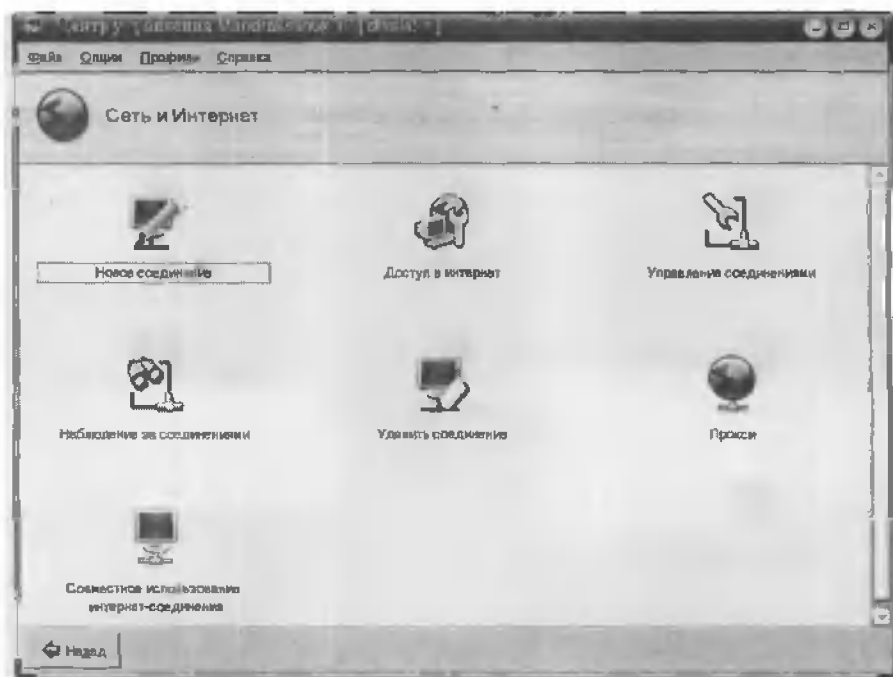 Файл Опции Профили Справка
Сеть и Интернет
Новое соединение
Доступ в интернет
Управление соединениями
Наблюдение за соединениями
Удалить соединение
Прокси
Совместное использование
интернет-соединения
Назад